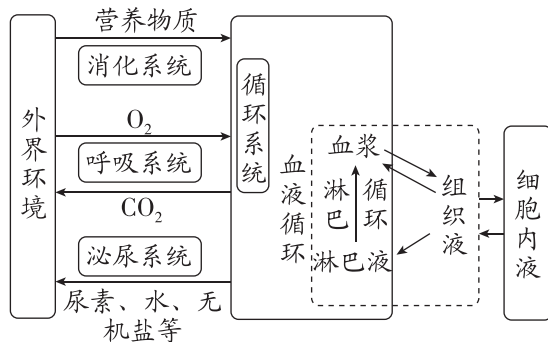 营养物质
消化系统
外界环境
O₂
呼吸系统
CO₂
泌尿系统
尿素、水、无
机盐等
循环系统
血液循环
血浆
淋巴
循环
淋巴液
组织液
细胞内液